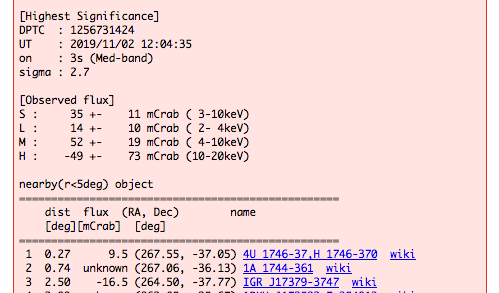 [Highest Significance]
DPTC : 1256731424
UT : 2019/11/02 12:04:35
on : 3s (Med-band)
sigma : 2.7
[Observed flux]
S : 35 +- 11 mCrab ( 3-10keV)
L : 14 +- 10 mCrab ( 2- 4keV)
M : 52 +- 19 mCrab ( 4-10keV)
H : -49 +- 73 mCrab (10-20keV)
nearby(r<5deg) object
==================================================
dist flux (RA, Dec) name
[deg][mCrab] [deg]
==================================================
1 0.27 9.5 (267.55, -37.05) 4U 1746-37,H 1746-370 wiki
2 0.74 unknown (267.06, -36.13) 1A 1744-361 wiki
3 2.50 -16.5 (264.50, -37.77) IGR J17379-3747 wiki